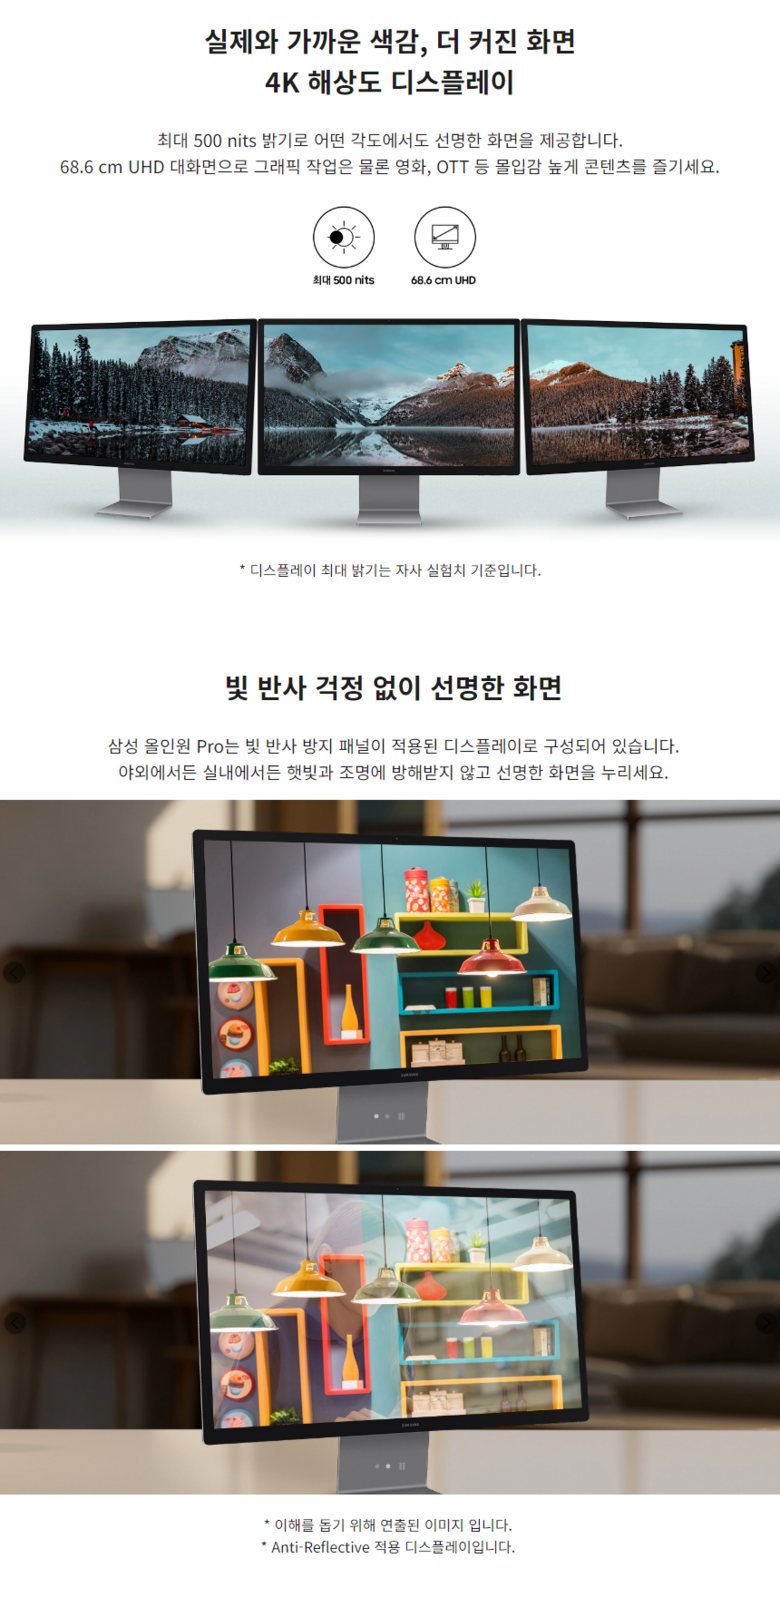 실제와 가까운 색감, 더 커진 화면
4K 해상도 디스플레이
최대 500 nits 밝기로 어떤 각도에서도 선명한 화면을 제공합니다.
68.6 cm UHD 대화면으로 그래픽 작업은 물론 영화, OTT 등 몰입감 높게 콘텐츠를 즐기세요.
최대 500 nits
68.6 cm UHD
* 디스플레이 최대 밝기는 자사 실험치 기준입니다.
빛 반사 걱정 없이 선명한 화면
삼성 올인원 Pro는 빛 반사 방지 패널이 적용된 디스플레이로 구성되어 있습니다.
야외에서든 실내에서든 햇빛과 조명에 방해받지 않고 선명한 화면을 누리세요.
SAMSUNG
SAMSUNG
* 이해를 돕기 위해 연출된 이미지 입니다.
* Anti-Reflective 적용 디스플레이입니다.